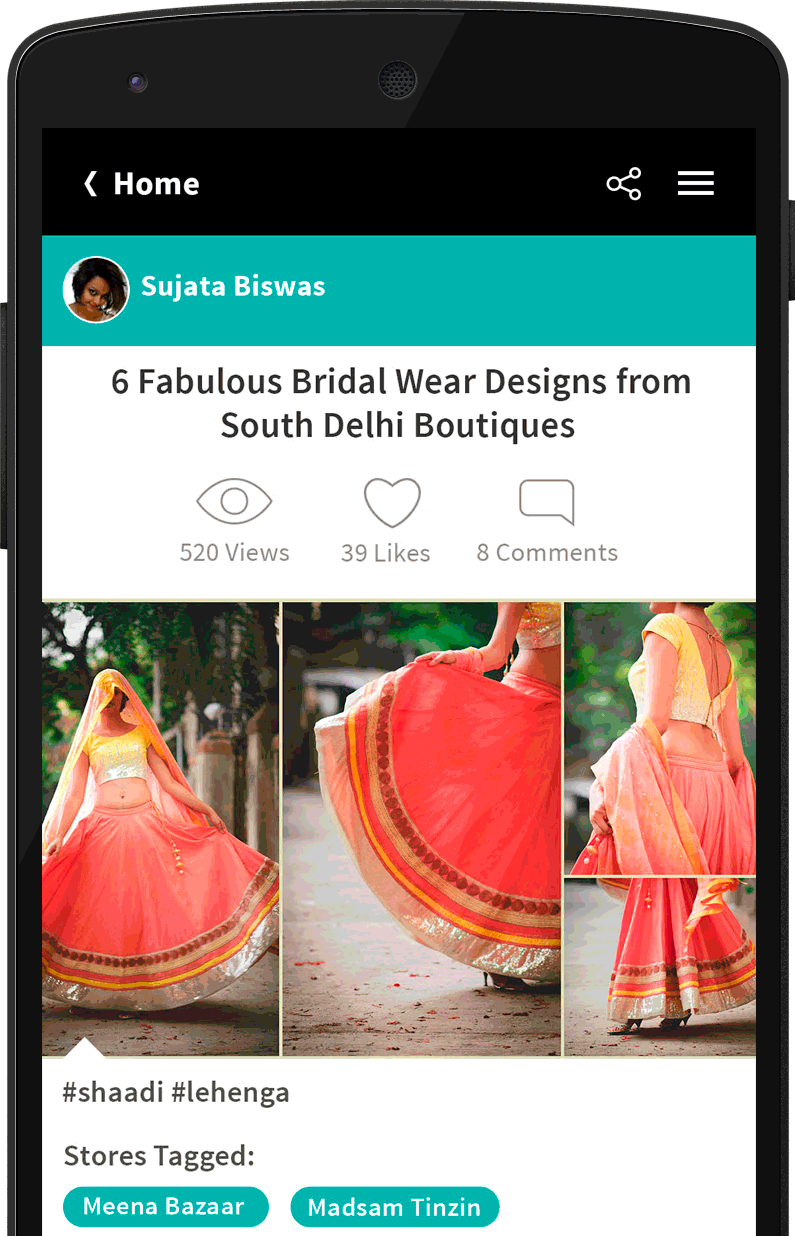 Home
Sujata Biswas
6 Fabulous Bridal Wear Designs from
South Delhi Boutiques
520 Views 39 Likes 8 Comments
#shaadi #lehenga
Stores Tagged:
Meena Bazaar Madsam Tinzin